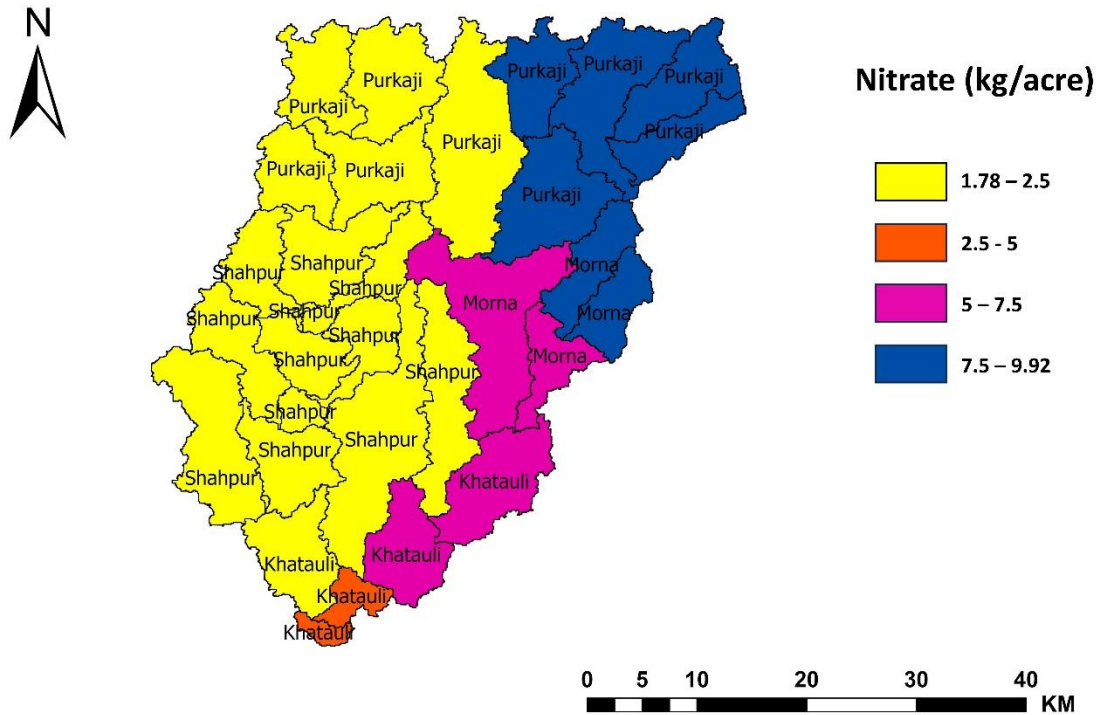 N
Nitrate (kg/acre)
1.78 – 2.5
2.5 - 5
5 – 7.5
7.5 – 9.92
Purkaji
Purkaji
Purkaji
Purkaji
Purkaji
Purkaji
Purkaji
Purkaji
Purkaji
Purkaji
Shahpur
Shahpur
Shahpur
Morna
Morna
Shahpur
Shahpur
Shahpur
Morna
Morna
Shahpur
Shahpur
Shahpur
Shahpur
Shahpur
Shahpur
Khatauli
Khatauli
Khatauli
Khatauli
Khatauli
0 5 10 20 30 40
KM